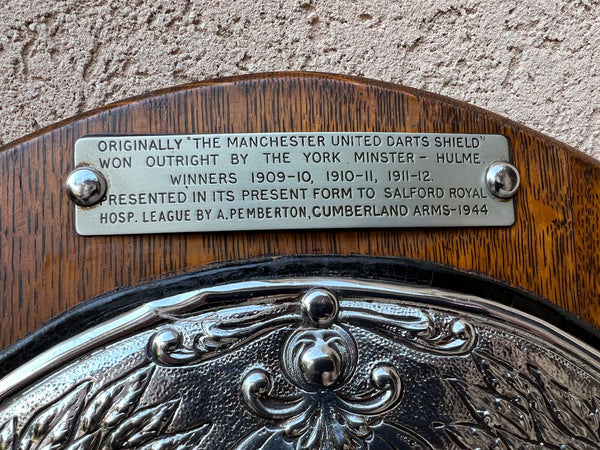 ORIGINALLY "THE MANCHESTER UNITED DARTS SHIELD"
WON OUTRIGHT BY THE YORK MINSTER - HULME.
WINNERS 1909-10, 1910-11, 1911-12.
PRESENTED IN ITS PRESENT FORM TO SALFORD ROYAL
HOSP. LEAGUE BY A. PEMBERTON, CUMBERLAND ARMS-1944